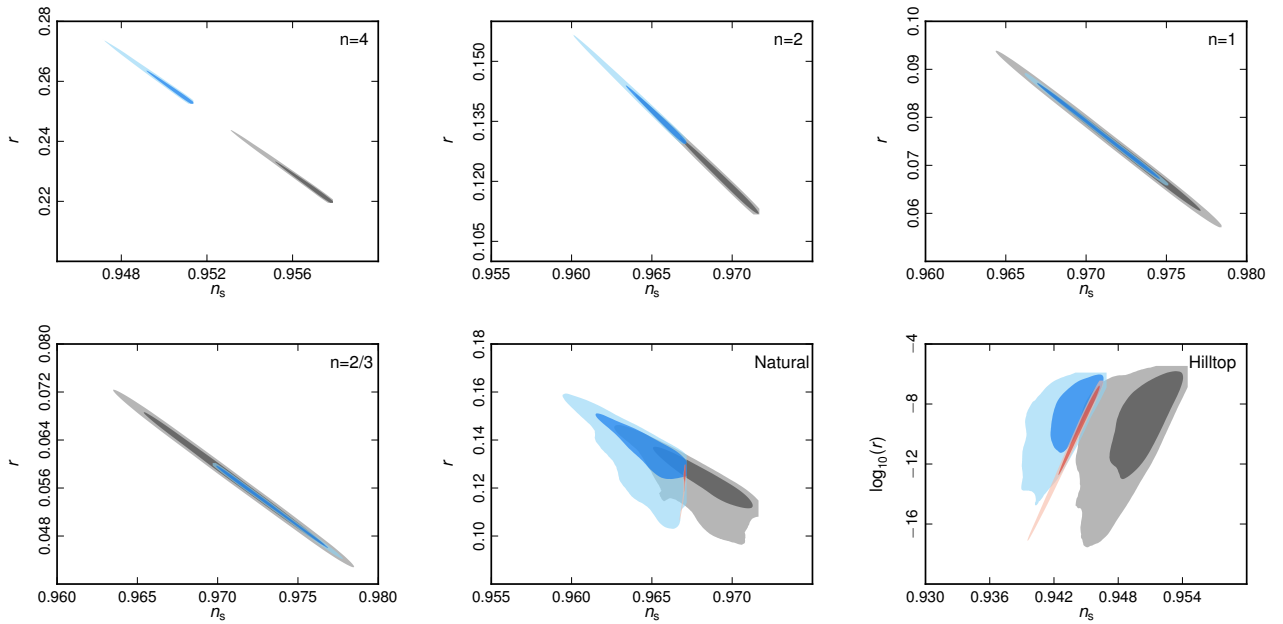 0.28
0.26
0.24
0.22
r
n=4
0.948 0.952 0.956
n_s
0.150
0.135
0.120
0.105
r
n=2
0.955 0.960 0.965 0.970
n_s
0.10
0.09
0.08
0.07
0.06
r
n=1
0.960 0.965 0.970 0.975 0.980
n_s
0.080
0.072
0.064
0.056
0.048
r
n=2/3
0.960 0.965 0.970 0.975 0.980
n_s
0.18
0.16
0.14
0.12
0.10
r
Natural
0.955 0.960 0.965 0.970
n_s
−4
−8
−12
−16
log₁₀(r)
Hilltop
0.930 0.936 0.942 0.948 0.954
n_s